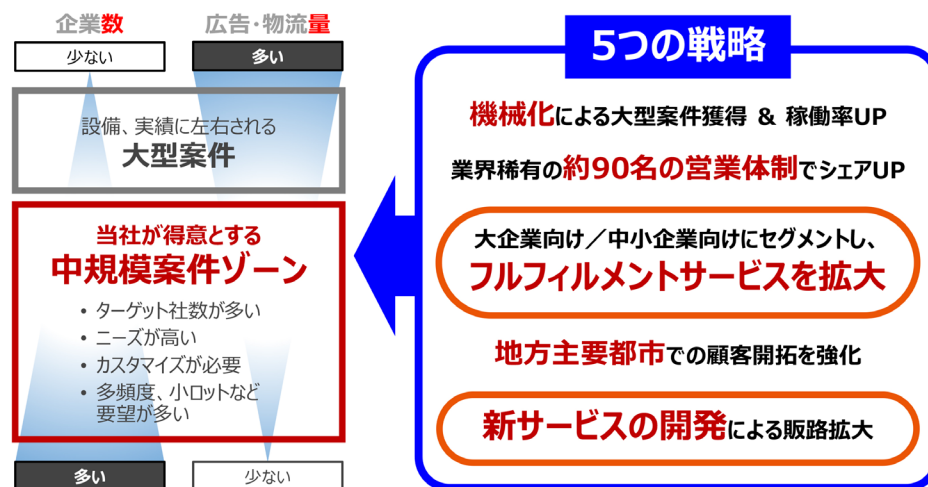 企業数
広告・物流量
少ない
多い
設備、実績に左右される
大型案件
当社が得意とする
中規模案件ゾーン
• ターゲット社数が多い
• ニーズが高い
• カスタマイズが必要
• 多頻度、小ロットなど
要望が多い
多い
少ない
5つの戦略
機械化による大型案件獲得 & 稼働率UP
業界稀有の約90名の営業体制でシェアUP
大企業向け／中小企業向けにセグメントし、
フルフィルメントサービスを拡大
地方主要都市での顧客開拓を強化
新サービスの開発による販路拡大